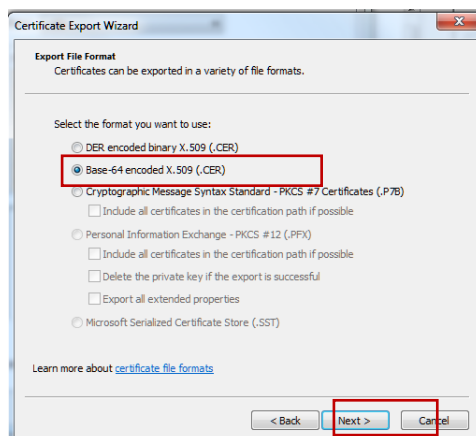 Certificate Export Wizard
Export File Format
Certificates can be exported in a variety of file formats.
Select the format you want to use:
DER encoded binary X.509 (.CER)
Base-64 encoded X.509 (.CER)
Cryptographic Message Syntax Standard - PKCS #7 Certificates (.P7B)
Include all certificates in the certification path if possible
Personal Information Exchange - PKCS #12 (.PFX)
Include all certificates in the certification path if possible
Delete the private key if the export is successful
Export all extended properties
Microsoft Serialized Certificate Store (.SST)
Learn more about certificate file formats
< Back Next > Cancel